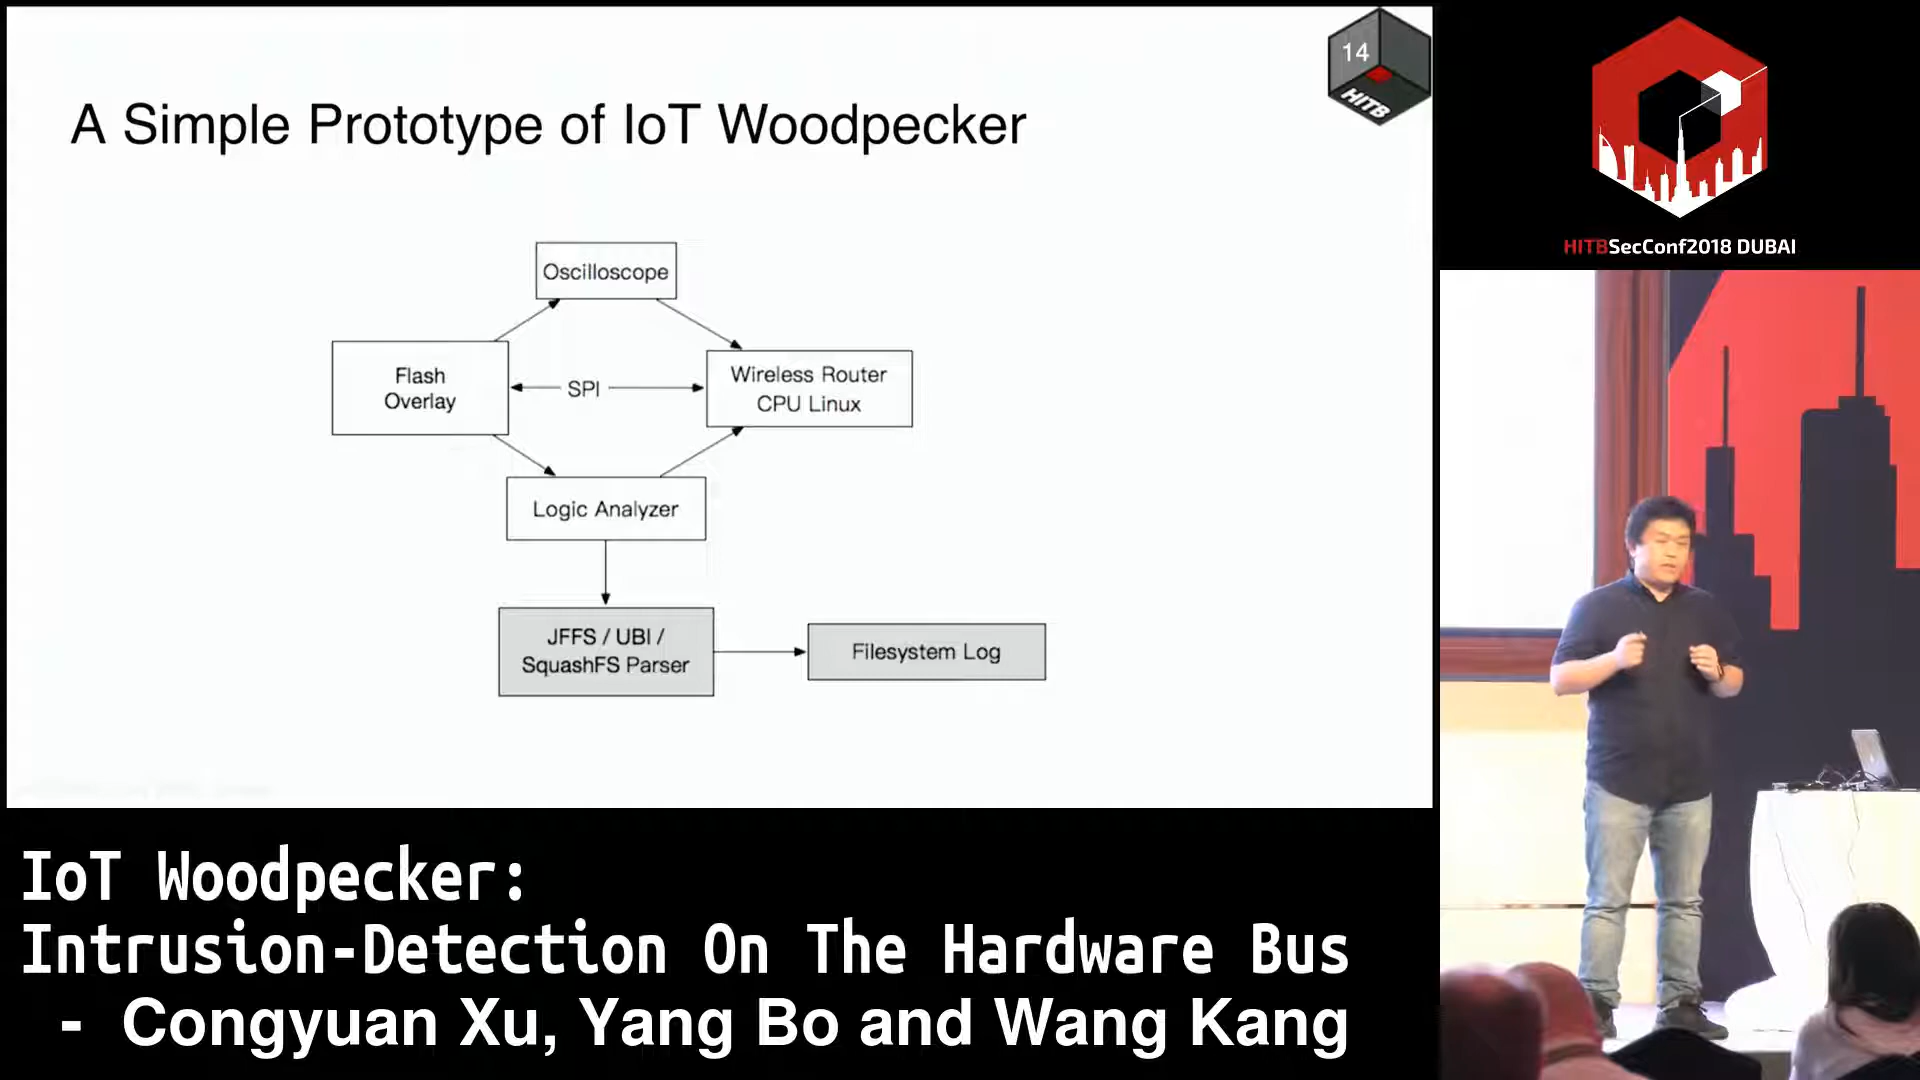 14
HITB
A Simple Prototype of IoT Woodpecker
Oscilloscope
Flash
Overlay
SPI
Wireless Router
CPU Linux
Logic Analyzer
JFFS / UBI /
SquashFS Parser
Filesystem Log
HITBSecConf2018 DUBAI
IoT Woodpecker:
Intrusion-Detection On The Hardware Bus
- Congyuan Xu, Yang Bo and Wang Kang